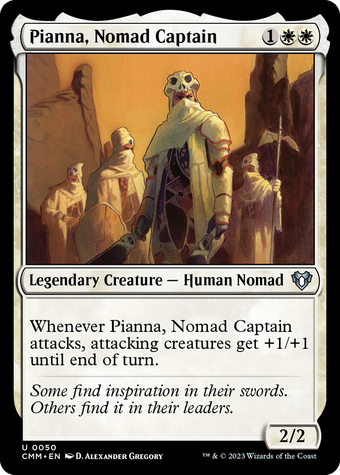 Pianna, Nomad Captain 1
Legendary Creature — Human Nomad
Whenever Pianna, Nomad Captain
attacks, attacking creatures get +1/+1
until end of turn.
Some find inspiration in their swords.
Others find it in their leaders.
2/2
U 0050
CMM • EN D. Alexander Gregory ™ & © 2023 Wizards of the Coast